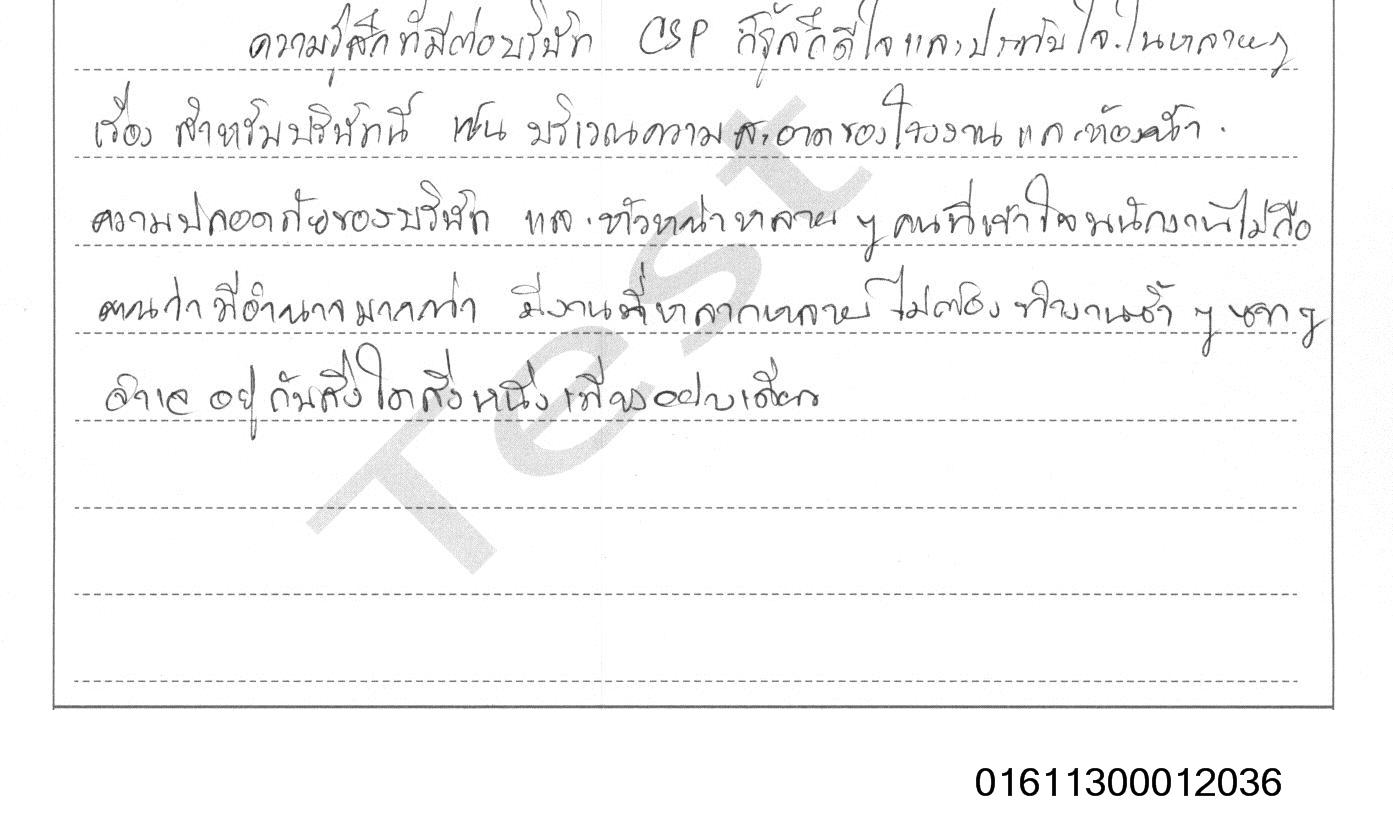 ความรู้สึกที่มีต่อบริษัท CSP ก็รู้สึกดีใจและประทับใจในหลายๆ
เรื่อง สำหรับบริษัทนี้ เช่น บริเวณความสะอาดของโรงงาน และห้องน้ำ.
ความปลอดภัยของบริษัท และหัวหน้าหลาย ๆ คนที่เข้าใจพนักงานไม่ถือ
ตนว่ามีอำนาจมากกว่า มีงานที่หลากหลาย ไม่ต้องทำงานซ้ำ ๆ
จำเจ อยู่กับสิ่งใดสิ่งหนึ่งเพียงอย่างเดียว
Test
01611300012036